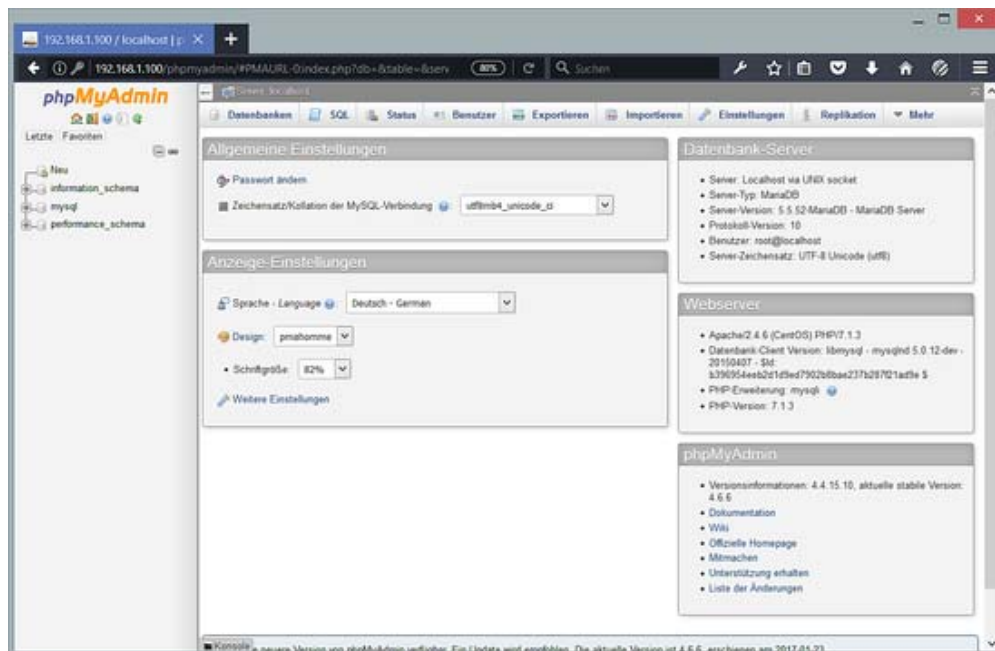 192.168.1.100 / localhost | p
192.168.1.100/phpmyadmin/#PMAURL-0:index.php?db=&table=&serv
80%
Suchen
phpMyAdmin
Letzte Favoriten
Neu
information_schema
mysql
performance_schema
Server: localhost
Datenbanken SQL Status Benutzer Exportieren Importieren Einstellungen Replikation Mehr
Allgemeine Einstellungen
Passwort ändern
Zeichensatz/Kollation der MySQL-Verbindung utf8mb4_unicode_ci
Anzeige-Einstellungen
Sprache - Language Deutsch - German
Design: pmahomme
Schriftgröße: 82%
Weitere Einstellungen
Datenbank-Server
Server: Localhost via UNIX socket
Server-Typ: MariaDB
Server-Version: 5.5.52-MariaDB - MariaDB Server
Protokoll-Version: 10
Benutzer: root@localhost
Server-Zeichensatz: UTF-8 Unicode (utf8)
Webserver
Apache/2.4.6 (CentOS) PHP/7.1.3
Datenbank-Client Version: libmysql - mysqlnd 5.0.12-dev -
20150407 - $Id:
$
PHP-Erweiterung: mysqli
PHP-Version: 7.1.3
phpMyAdmin
Versionsinformationen: 4.4.15.10, aktuelle stabile Version:
4.6.6
Dokumentation
Wiki
Offizielle Homepage
Mitmachen
Unterstützung erhalten
Liste der Änderungen
Konsole
neuere Version von phpMyAdmin verfügbar. Ein Update wird empfohlen. Die aktuelle Version ist 4.6.6, erschienen am 2017-01-23.